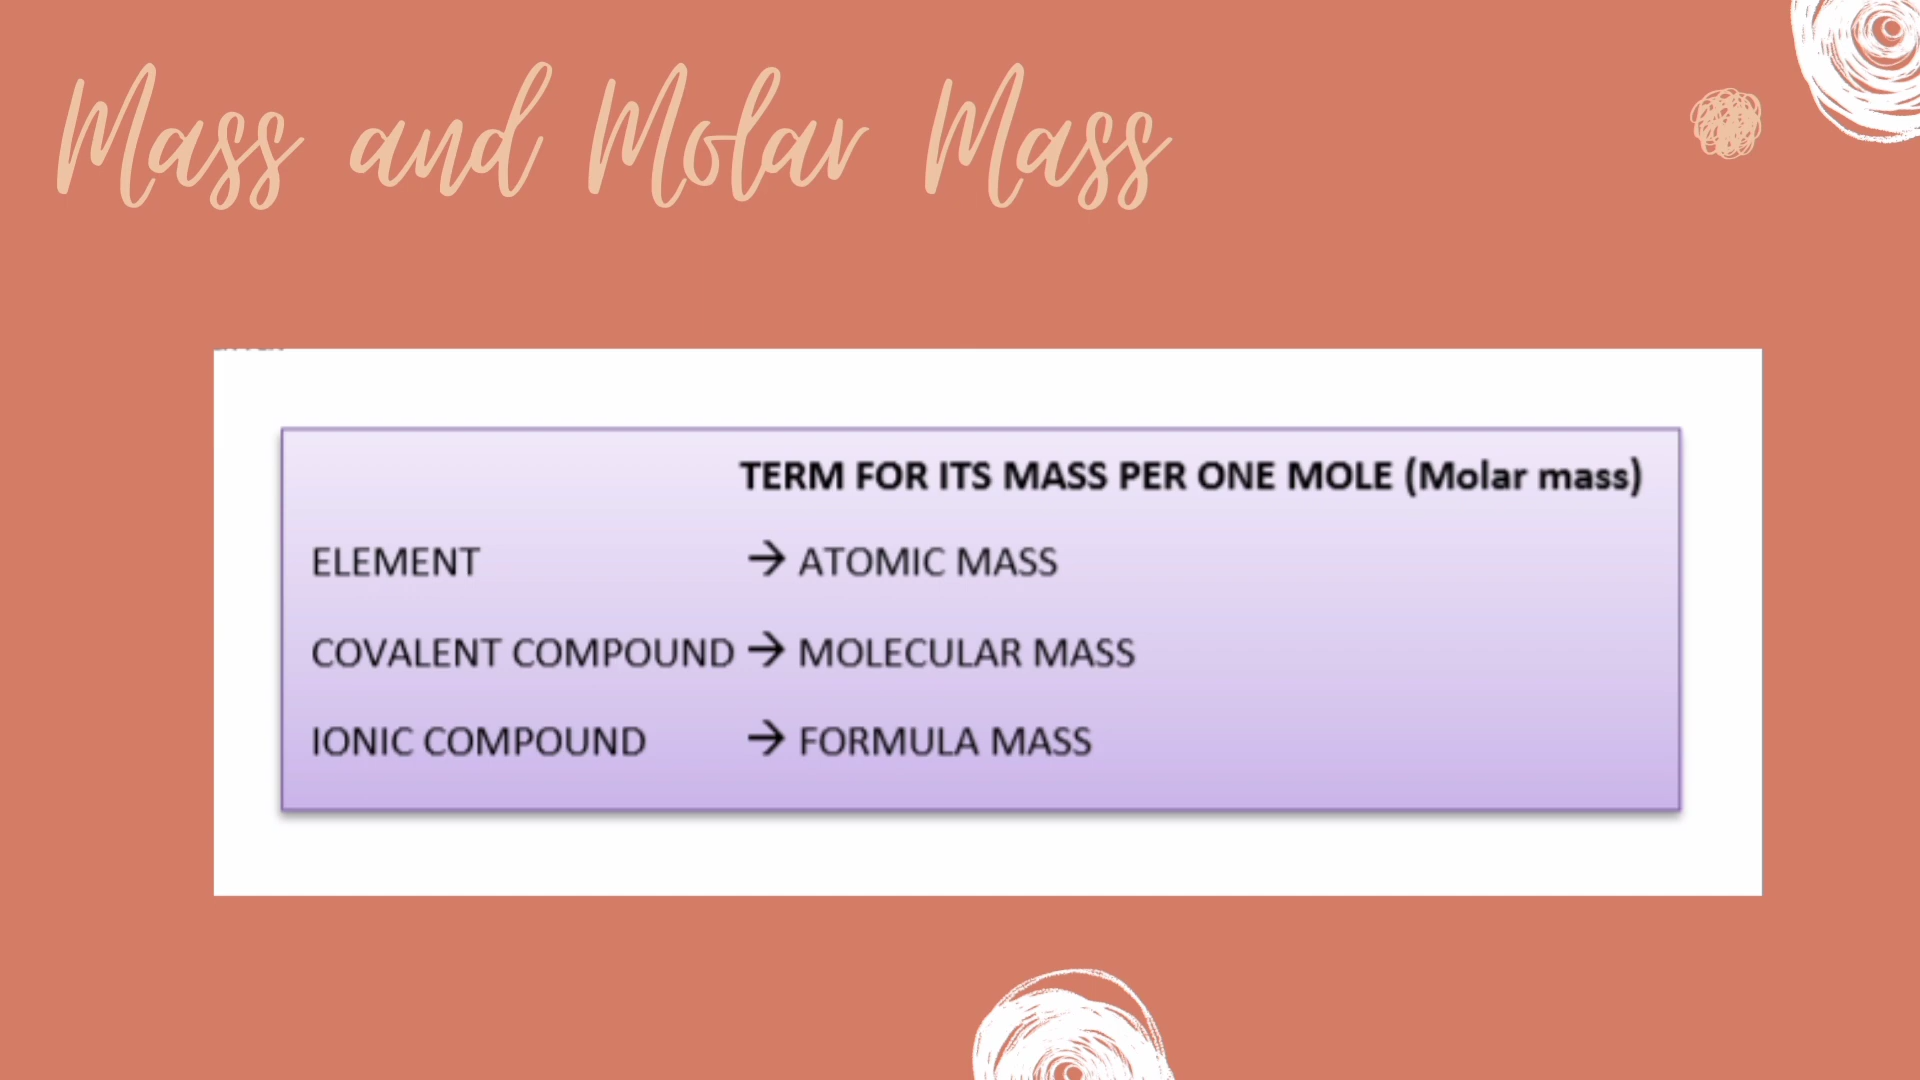 Mass and Molar Mass
TERM FOR ITS MASS PER ONE MOLE (Molar mass)
ELEMENT → ATOMIC MASS
COVALENT COMPOUND → MOLECULAR MASS
IONIC COMPOUND → FORMULA MASS